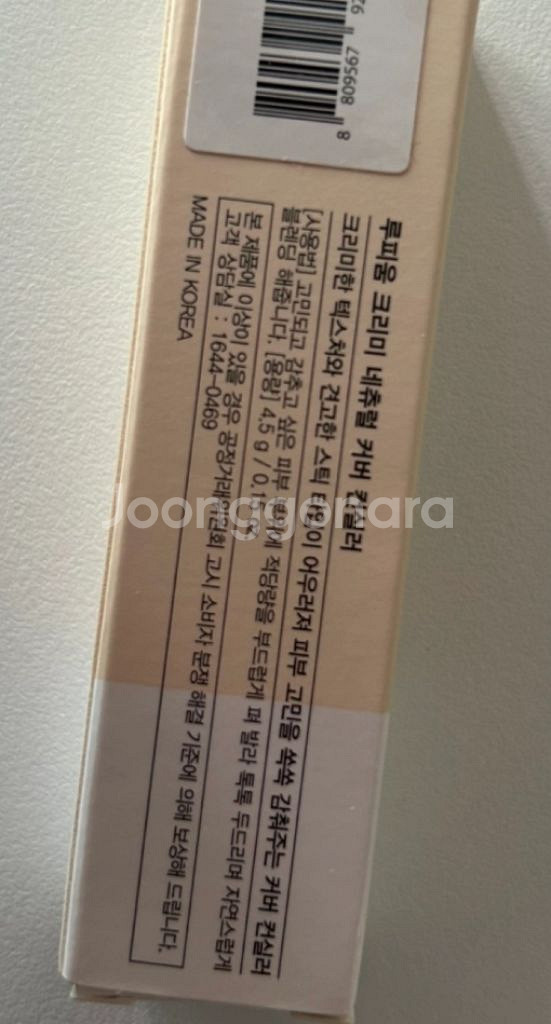 루피움 크리미 네츄럴 커버 컨실러
크리미한 텍스처와 견고한 스틱 타입이 어우러져 피부 고민을 쏙쏙 감춰주는 커버 컨실러
[사용법] 고민되고 감추고 싶은 피부 부위에 적당량을 부드럽게 펴 발라 톡톡 두드리며 자연스럽게
블렌딩 해줍니다. [용량] 4.5 g / 0.15
본 제품에 이상이 있을 경우 공정거래위원회 고시 소비자 분쟁 해결 기준에 의해 보상해 드립니다.
고객 상담실 : 1644-0469
MADE IN KOREA
8 809567 92
Joonggonara